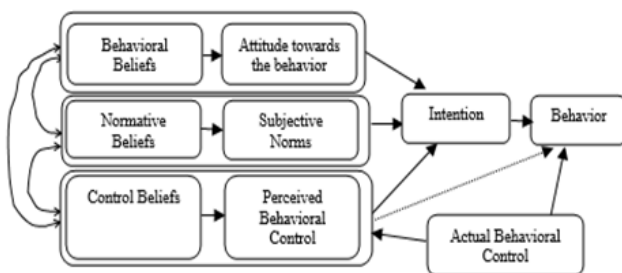 Behavioral
Beliefs
Attitude towards
the behavior
Normative
Beliefs
Subjective
Norms
Intention
Behavior
Control Beliefs
Perceived
Behavioral
Control
Actual Behavioral
Control